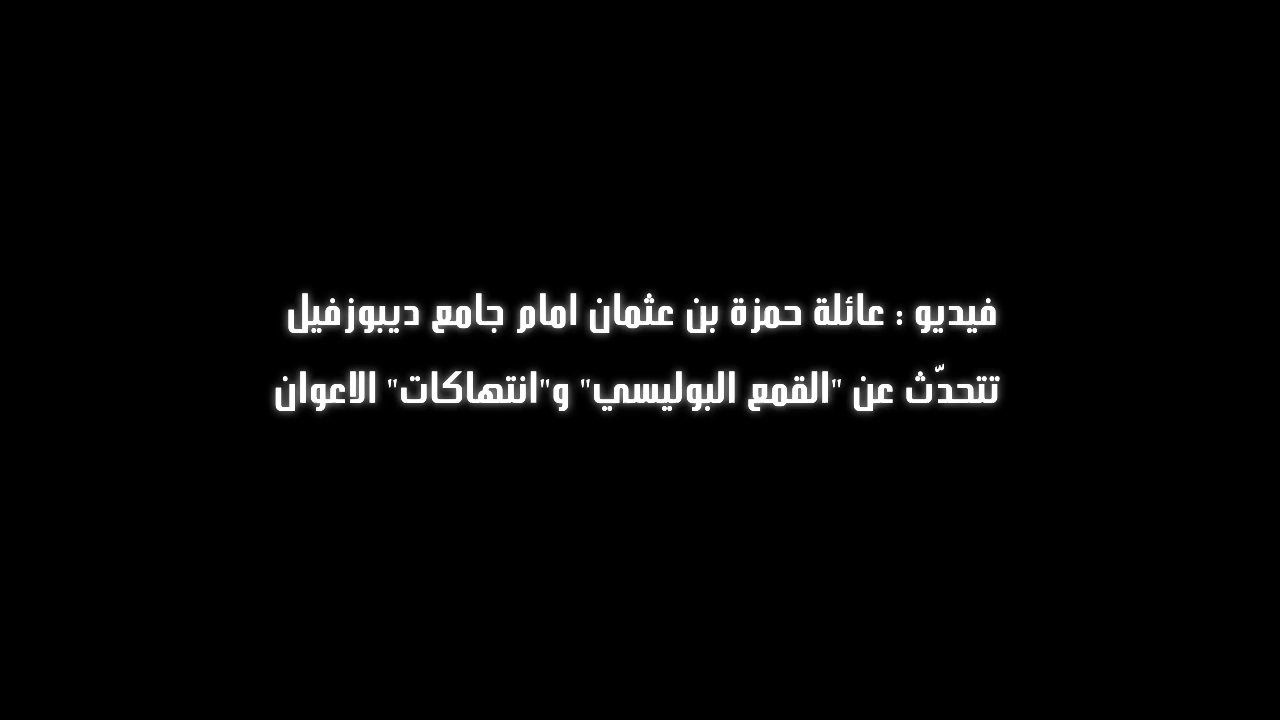 فيديو : عائلة حمزة بن عثمان امام جامع ديبوزفيل
تتحدّث عن "القمع البوليسي" و"انتهاكات" الاعوان